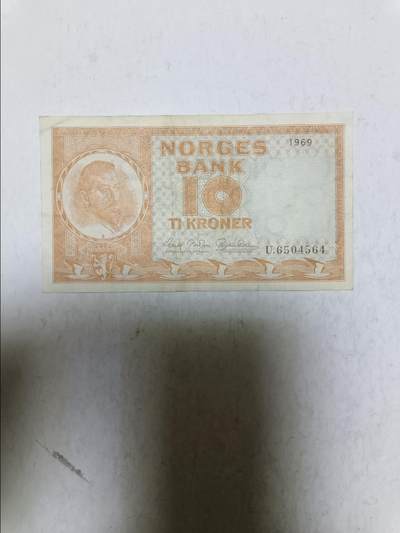 NORGES
1969
BANK
10
TI KRONER
U.6504564